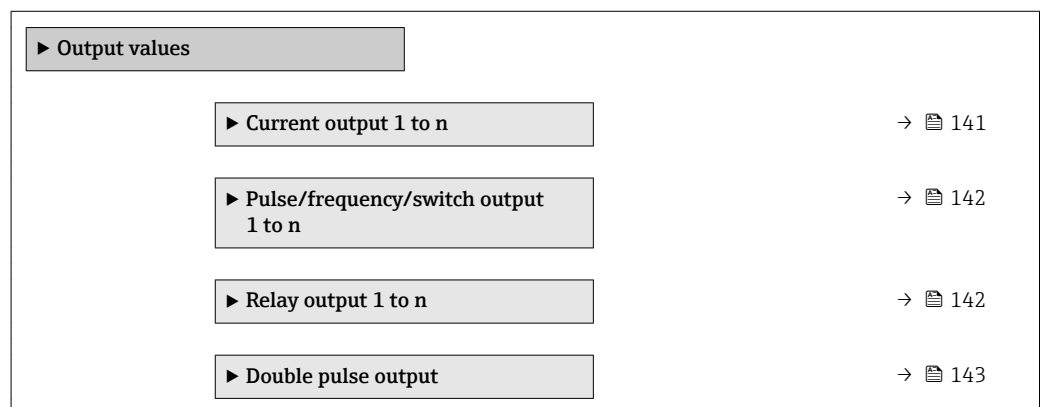 ▶ Output values
▶ Current output 1 to n → 141
▶ Pulse/frequency/switch output → 142
1 to n
▶ Relay output 1 to n → 142
▶ Double pulse output → 143